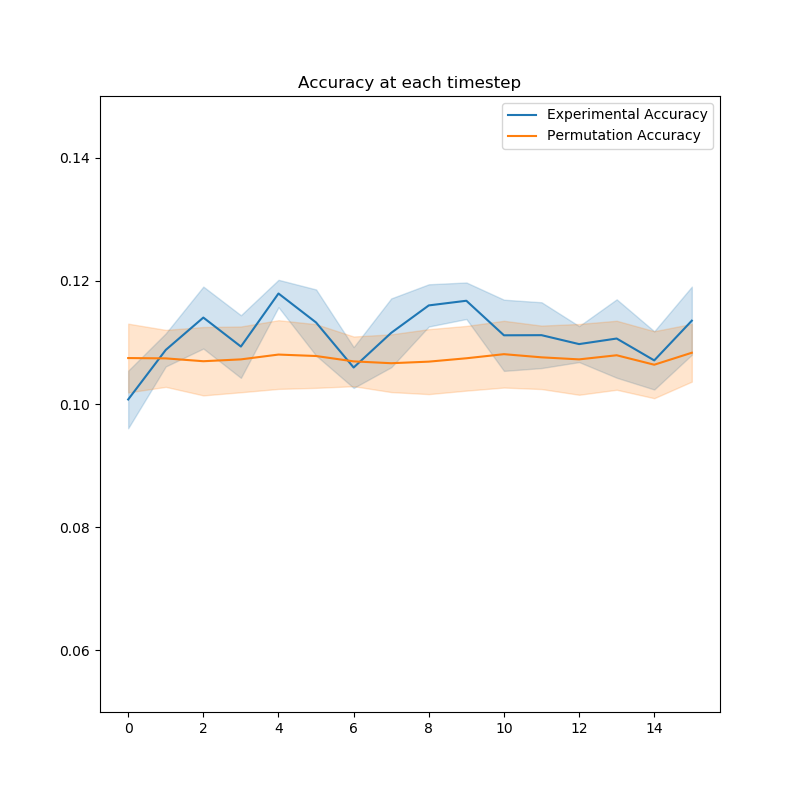 Accuracy at each timestep
Experimental Accuracy
Permutation Accuracy
0.14
0.12
0.10
0.08
0.06
0 2 4 6 8 10 12 14